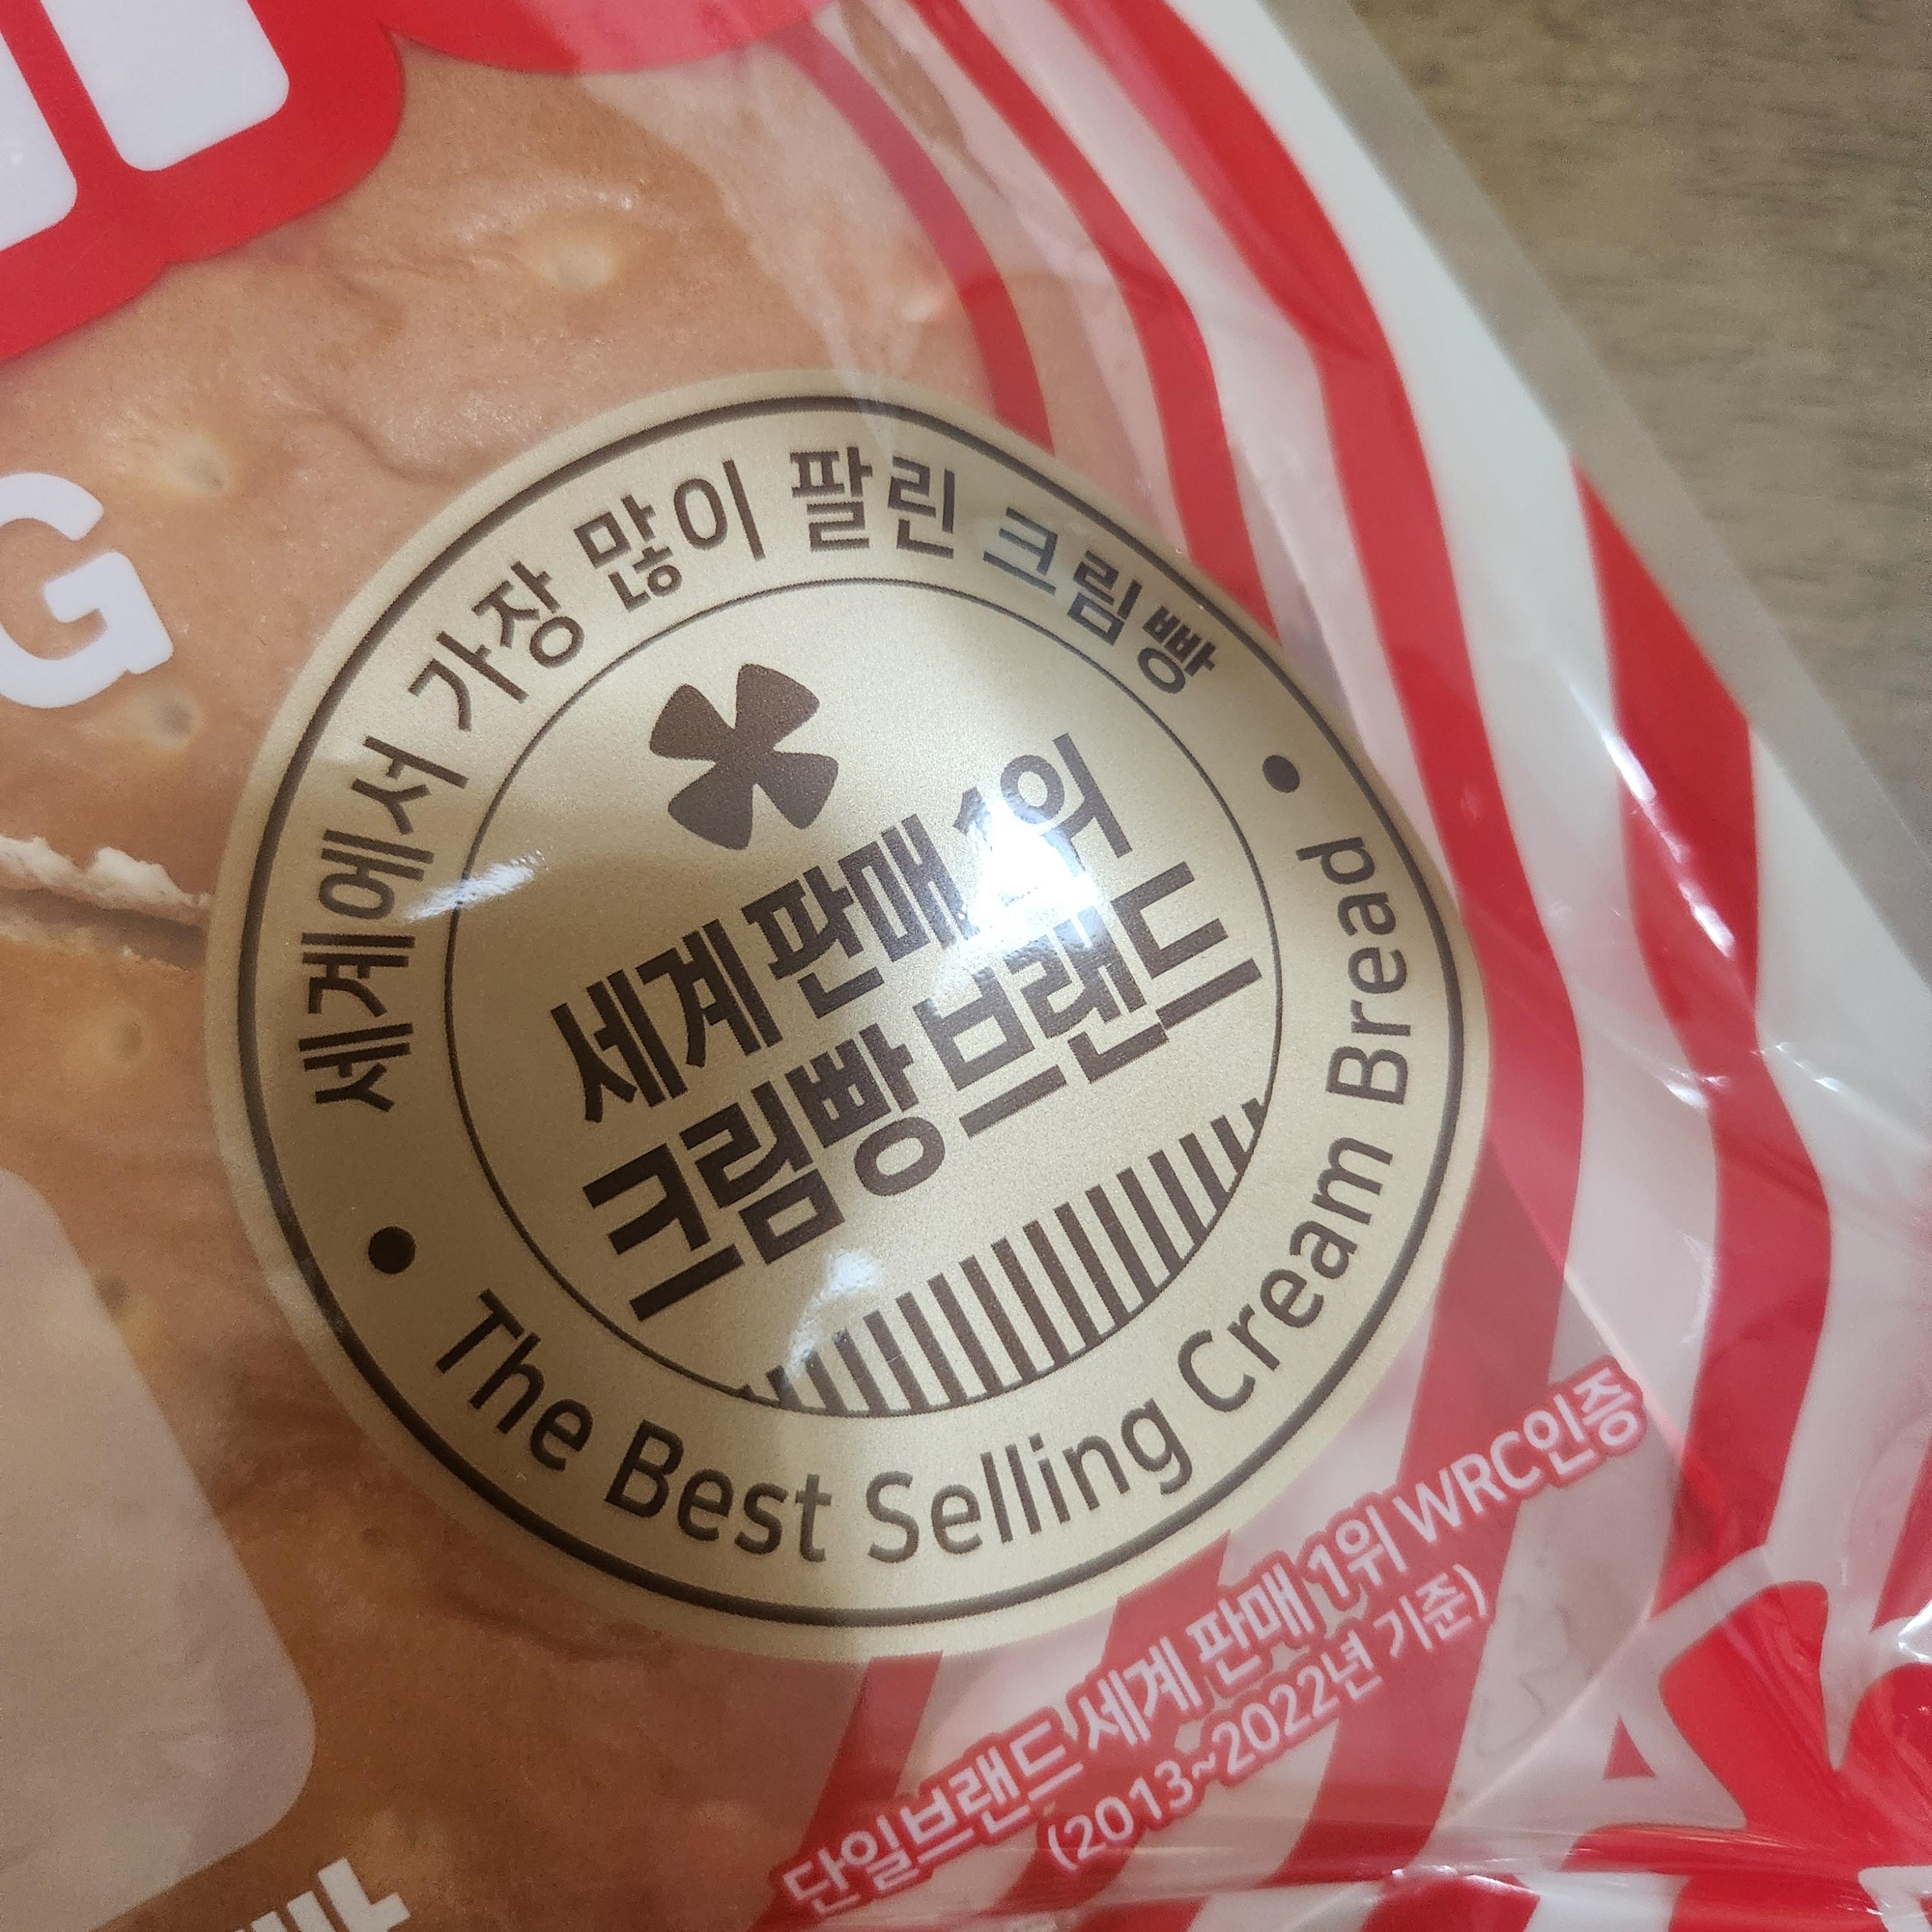 G
세계에서 가장 많이 팔린 크림빵
세계 판매 1위
크림빵 브랜드
The Best Selling Cream Bread
단일브랜드 세계 판매 1위 WRC인증
(2013~2022년 기준)